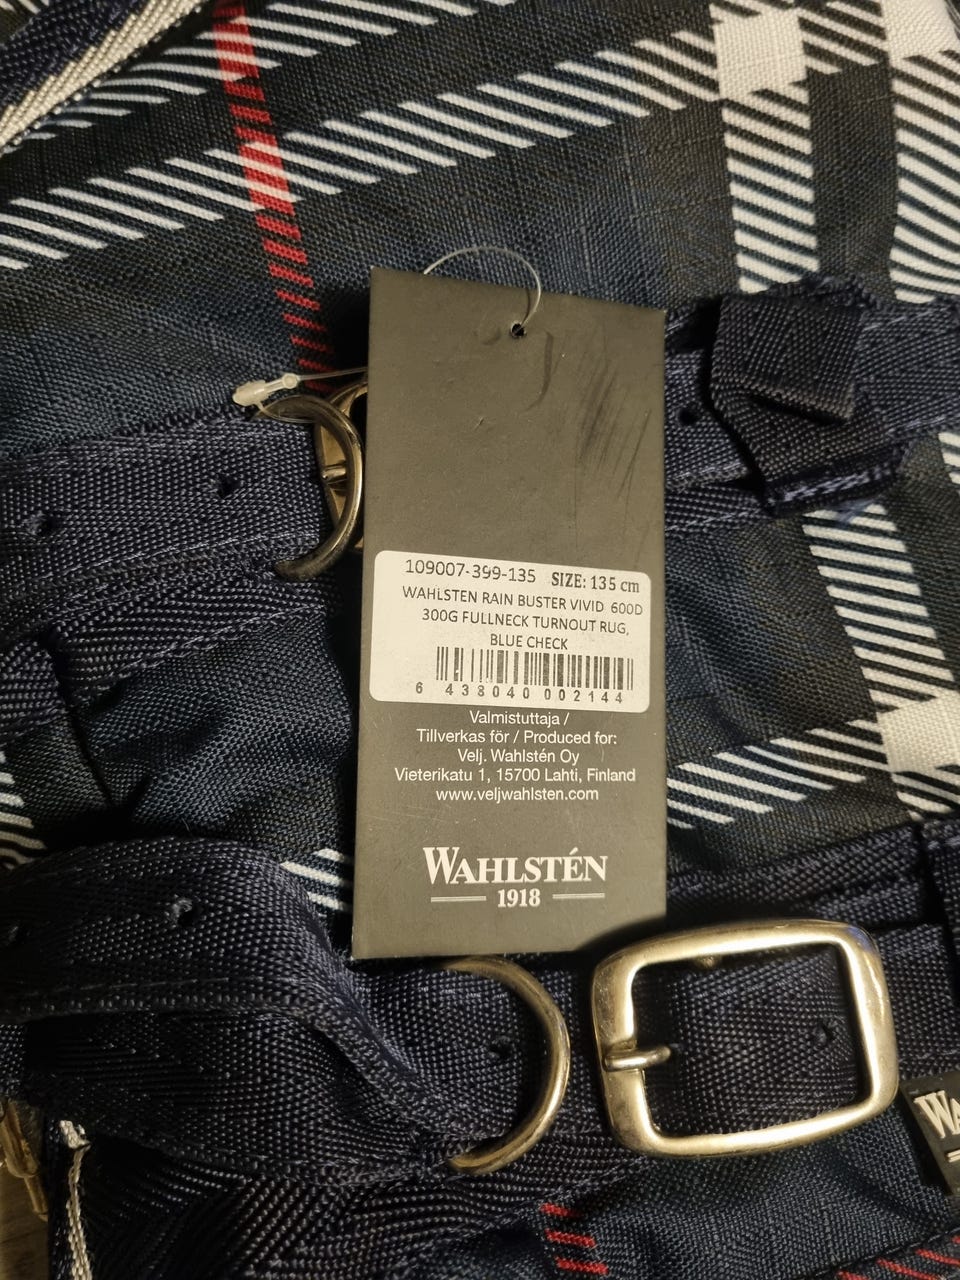 109007-399-135 SIZE: 135 cm
WAHLSTEN RAIN BUSTER VIVID 600D
300G FULLNECK TURNOUT RUG,
BLUE CHECK
6 438040 002144
Valmistuttaja /
Tillverkas för / Produced for:
Velj. Wahlstén Oy
Vieterikatu 1, 15700 Lahti, Finland
www.veljwahlsten.com
WAHLSTÉN
1918